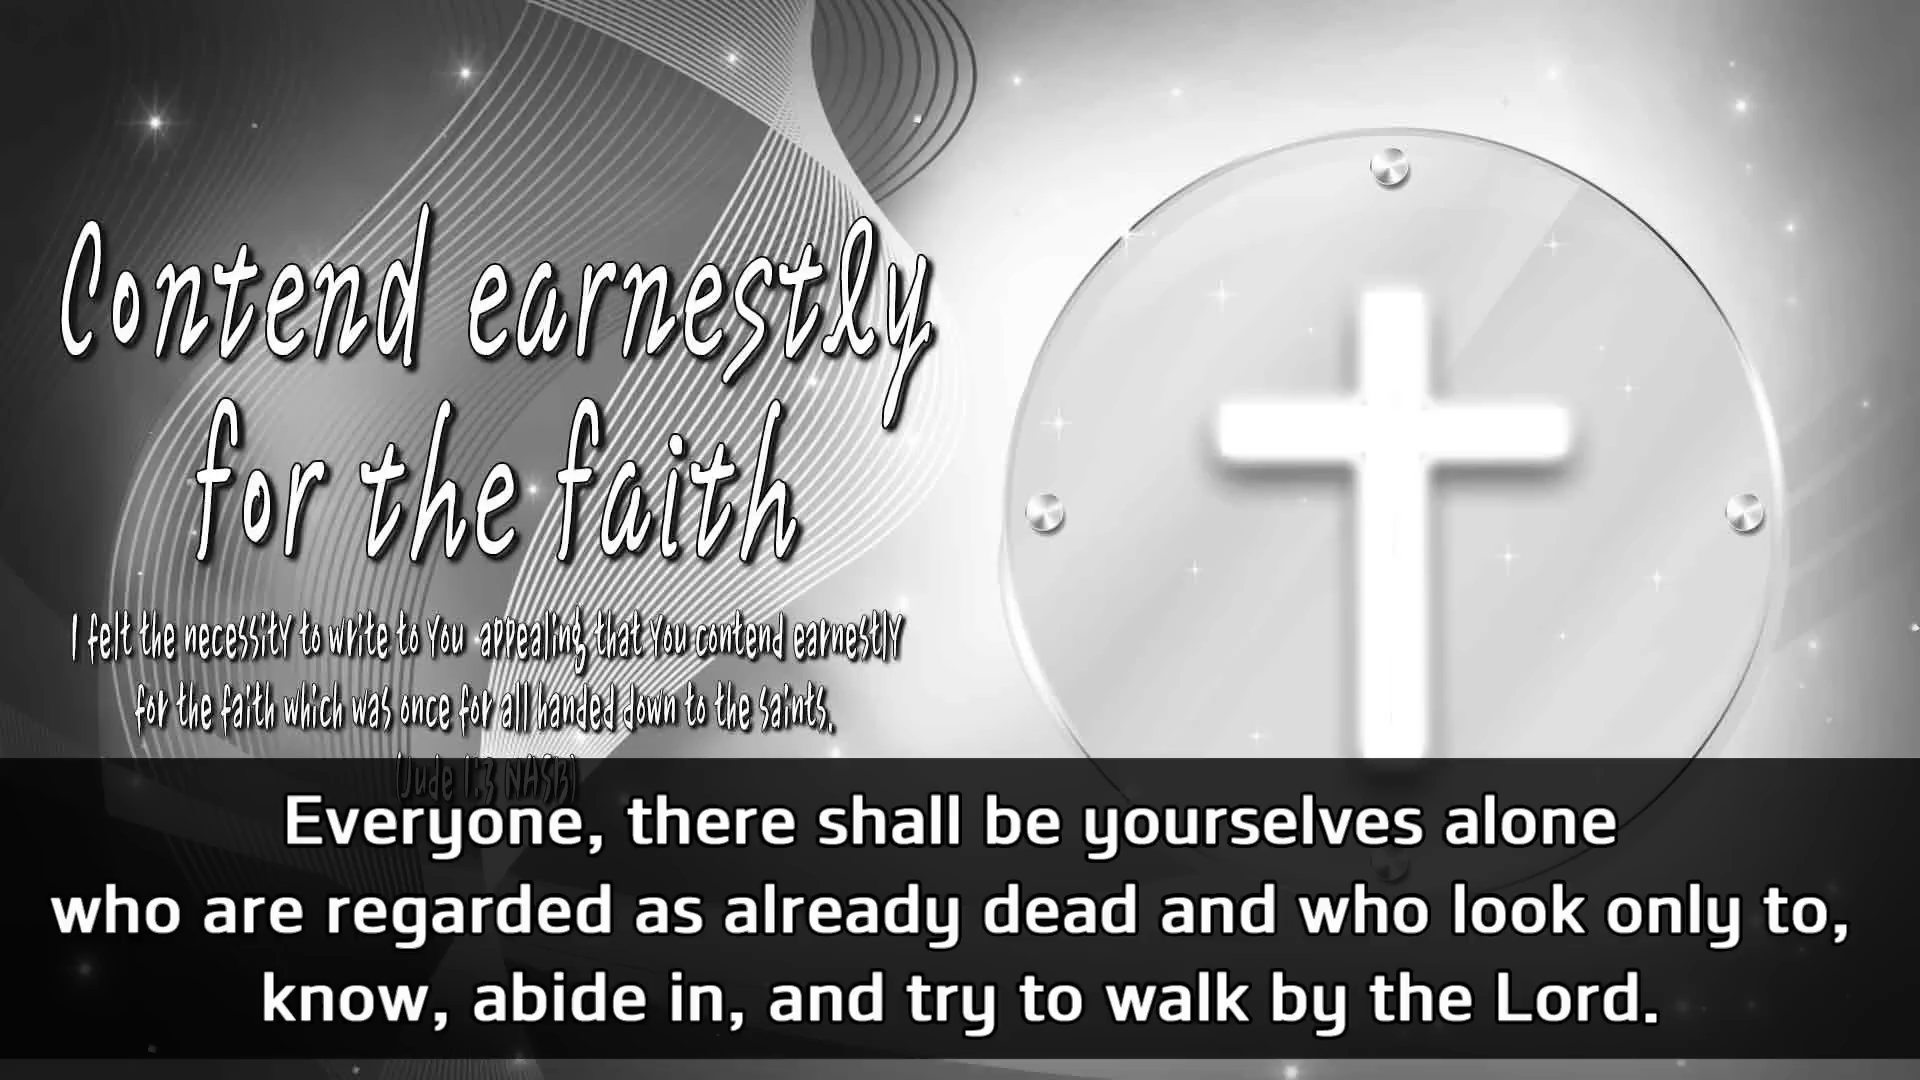 Contend earnestly
for the faith
I felt the necessity to write to you appealing that you contend earnestly
for the faith which was once for all handed down to the saints.
(Jude 1:3 NASB)
Everyone, there shall be yourselves alone
who are regarded as already dead and who look only to,
know, abide in, and try to walk by the Lord.